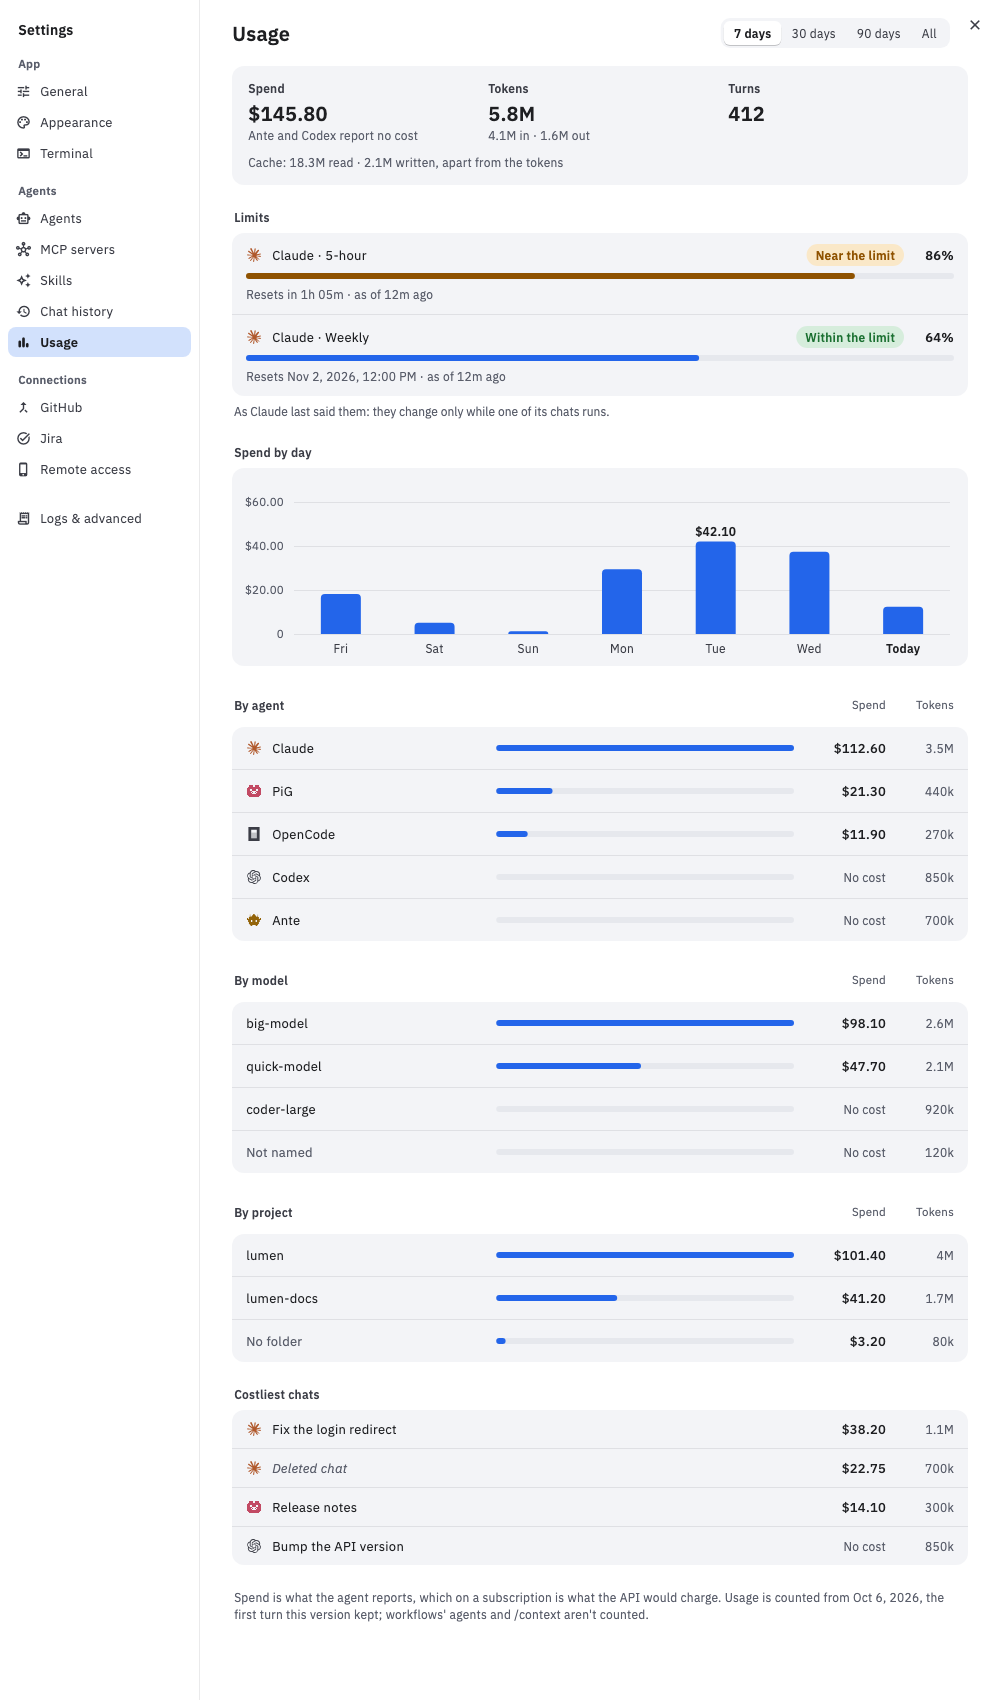 Settings
App
General
Appearance
Terminal
Agents
Agents
MCP servers
Skills
Chat history
Usage
Connections
GitHub
Jira
Remote access
Logs & advanced
Usage
7 days 30 days 90 days All
Spend Tokens Turns
$145.80 5.8M 412
Ante and Codex report no cost 4.1M in · 1.6M out
Cache: 18.3M read · 2.1M written, apart from the tokens
Limits
Claude · 5-hour Near the limit 86%
Resets in 1h 05m · as of 12m ago
Claude · Weekly Within the limit 64%
Resets Nov 2, 2026, 12:00 PM · as of 12m ago
As Claude last said them: they change only while one of its chats runs.
Spend by day
$60.00
$42.10
$40.00
$20.00
0
Fri Sat Sun Mon Tue Wed Today
By agent Spend Tokens
Claude $112.60 3.5M
PiG $21.30 440k
OpenCode $11.90 270k
Codex No cost 850k
Ante No cost 700k
By model Spend Tokens
big-model $98.10 2.6M
quick-model $47.70 2.1M
coder-large No cost 920k
Not named No cost 120k
By project Spend Tokens
lumen $101.40 4M
lumen-docs $41.20 1.7M
No folder $3.20 80k
Costliest chats
Fix the login redirect $38.20 1.1M
Deleted chat $22.75 700k
Release notes $14.10 300k
Bump the API version No cost 850k
Spend is what the agent reports, which on a subscription is what the API would charge. Usage is counted from Oct 6, 2026, the
first turn this version kept; workflows' agents and /context aren't counted.